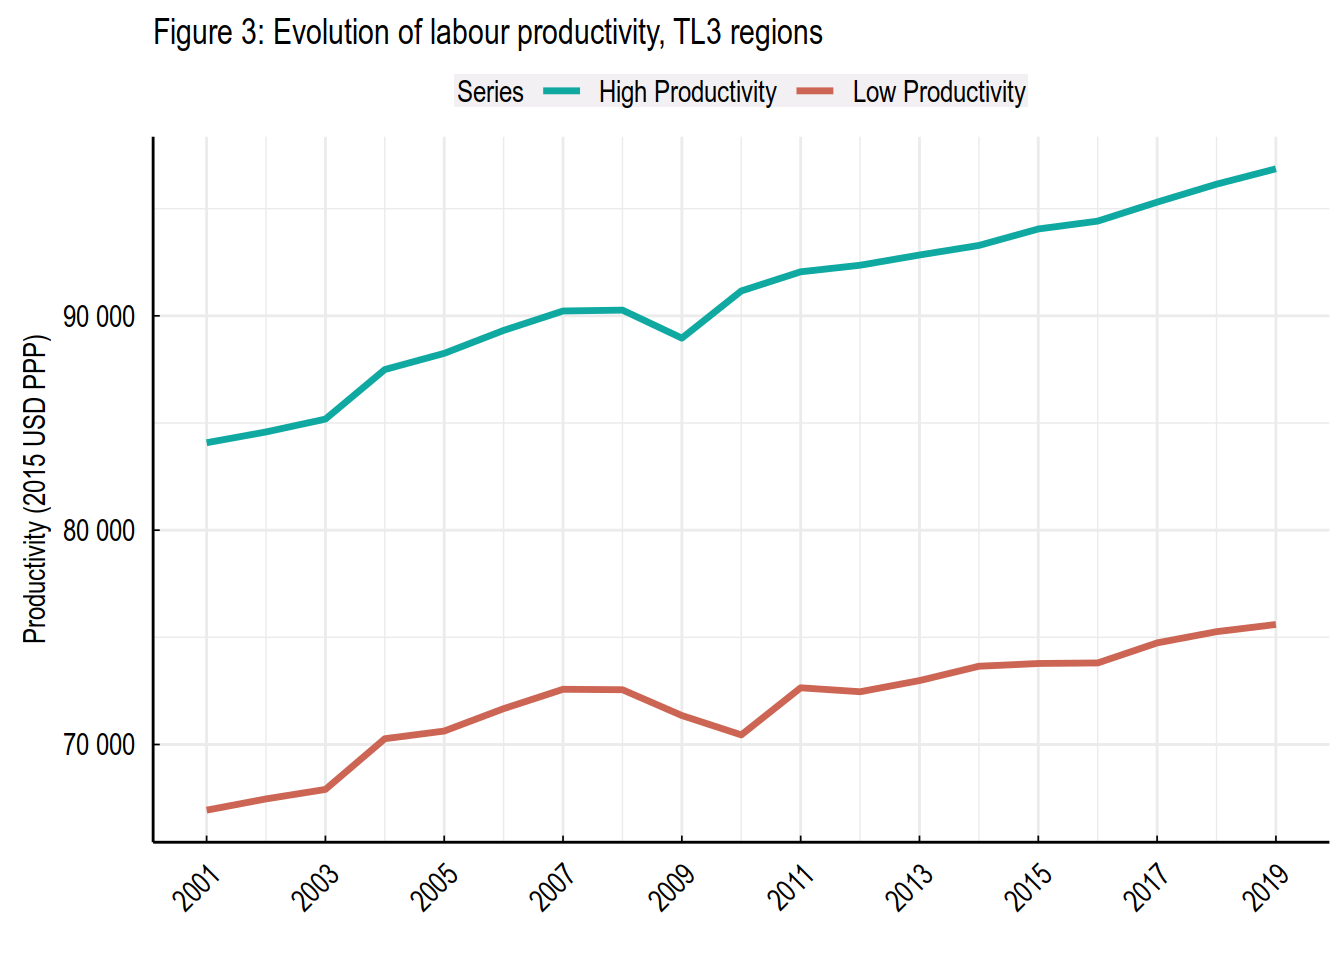 Figure 3: Evolution of labour productivity, TL3 regions
Series High Productivity Low Productivity
Productivity (2015 USD PPP)
90 000
80 000
70 000
2001 2003 2005 2007 2009 2011 2013 2015 2017 2019